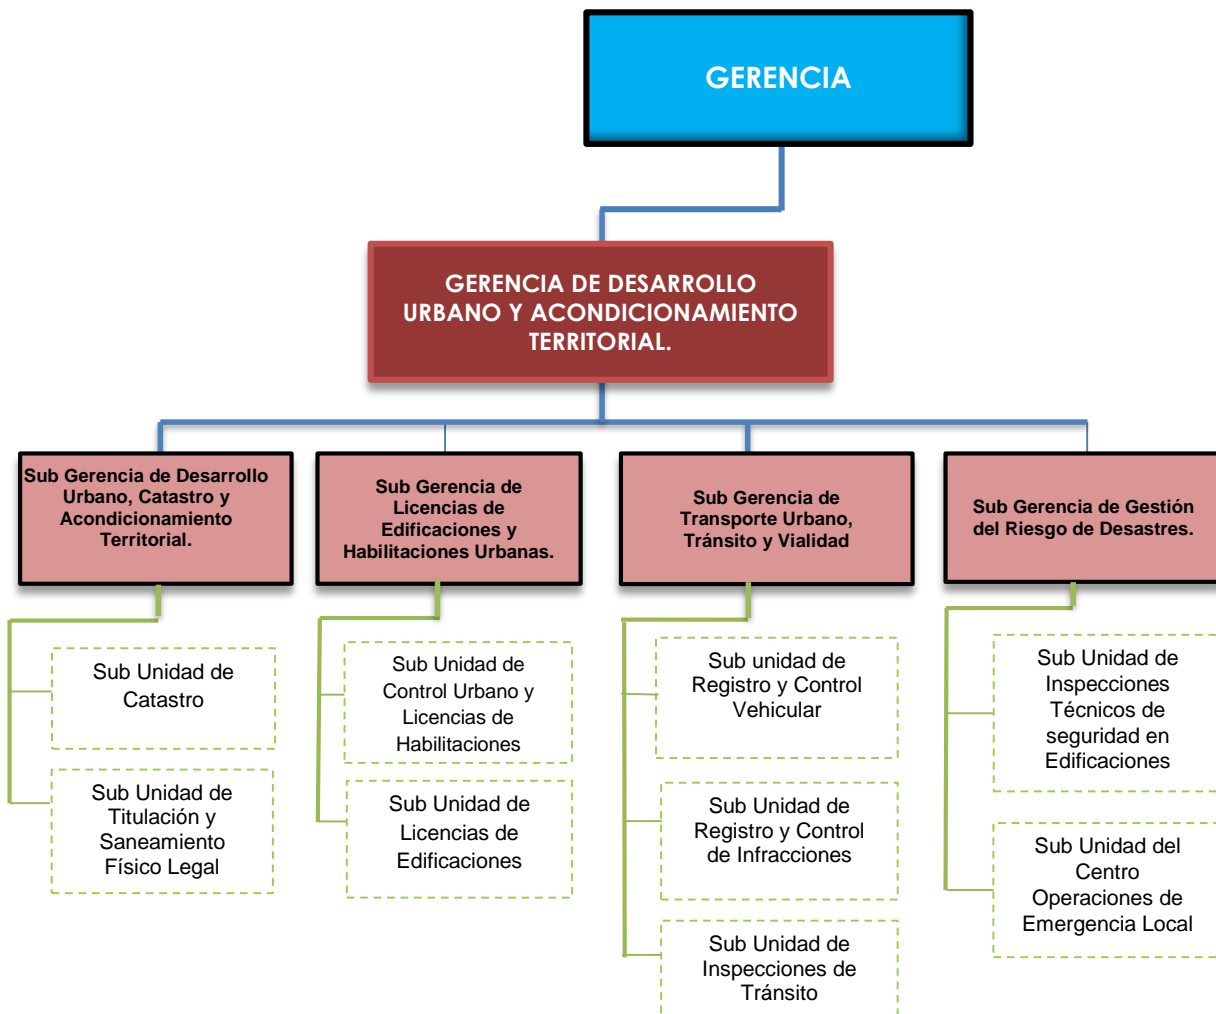 GERENCIA
GERENCIA DE DESARROLLO
URBANO Y ACONDICIONAMIENTO
TERRITORIAL.
Sub Gerencia de Desarrollo
Urbano, Catastro y
Acondicionamiento
Territorial.
Sub Gerencia de
Licencias de
Edificaciones y
Habilitaciones Urbanas.
Sub Gerencia de
Transporte Urbano,
Tránsito y Vialidad
Sub Gerencia de Gestión
del Riesgo de Desastres.
Sub Unidad de
Catastro
Sub Unidad de
Titulación y
Saneamiento
Físico Legal
Sub Unidad de
Control Urbano y
Licencias de
Habilitaciones
Sub Unidad de
Licencias de
Edificaciones
Sub unidad de
Registro y Control
Vehicular
Sub Unidad de
Registro y Control
de Infracciones
Sub Unidad de
Inspecciones de
Tránsito
Sub Unidad de
Inspecciones
Técnicos de
seguridad en
Edificaciones
Sub Unidad del
Centro
Operaciones de
Emergencia Local